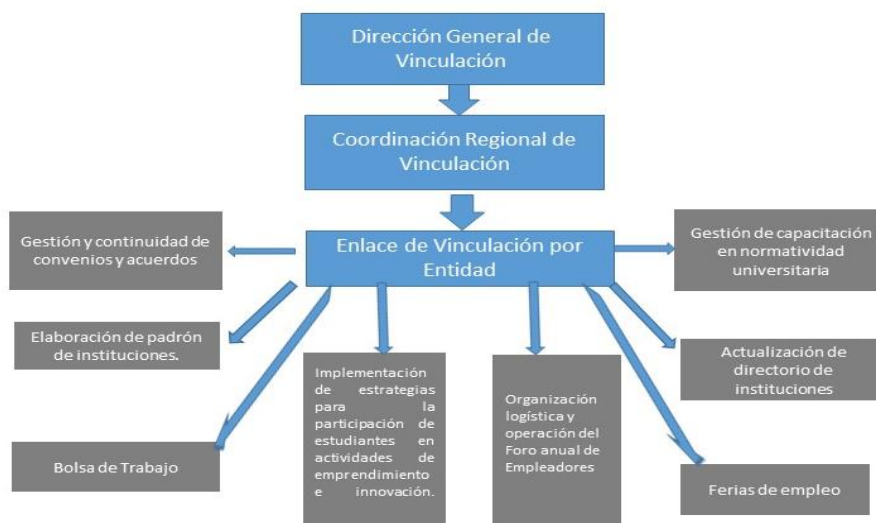 Dirección General de
Vinculación
Coordinación Regional de
Vinculación
Enlace de Vinculación por
Entidad
Gestión y continuidad de
convenios y acuerdos
Gestión de capacitación
en normatividad
universitaria
Elaboración de padrón
de instituciones.
Actualización de
directorio de
instituciones
Implementación
de estrategias
para la
participación de
estudiantes en
actividades de
emprendimiento
e innovación.
Organización
logística y
operación del
Foro anual de
Empleadores
Bolsa de Trabajo
Ferias de empleo